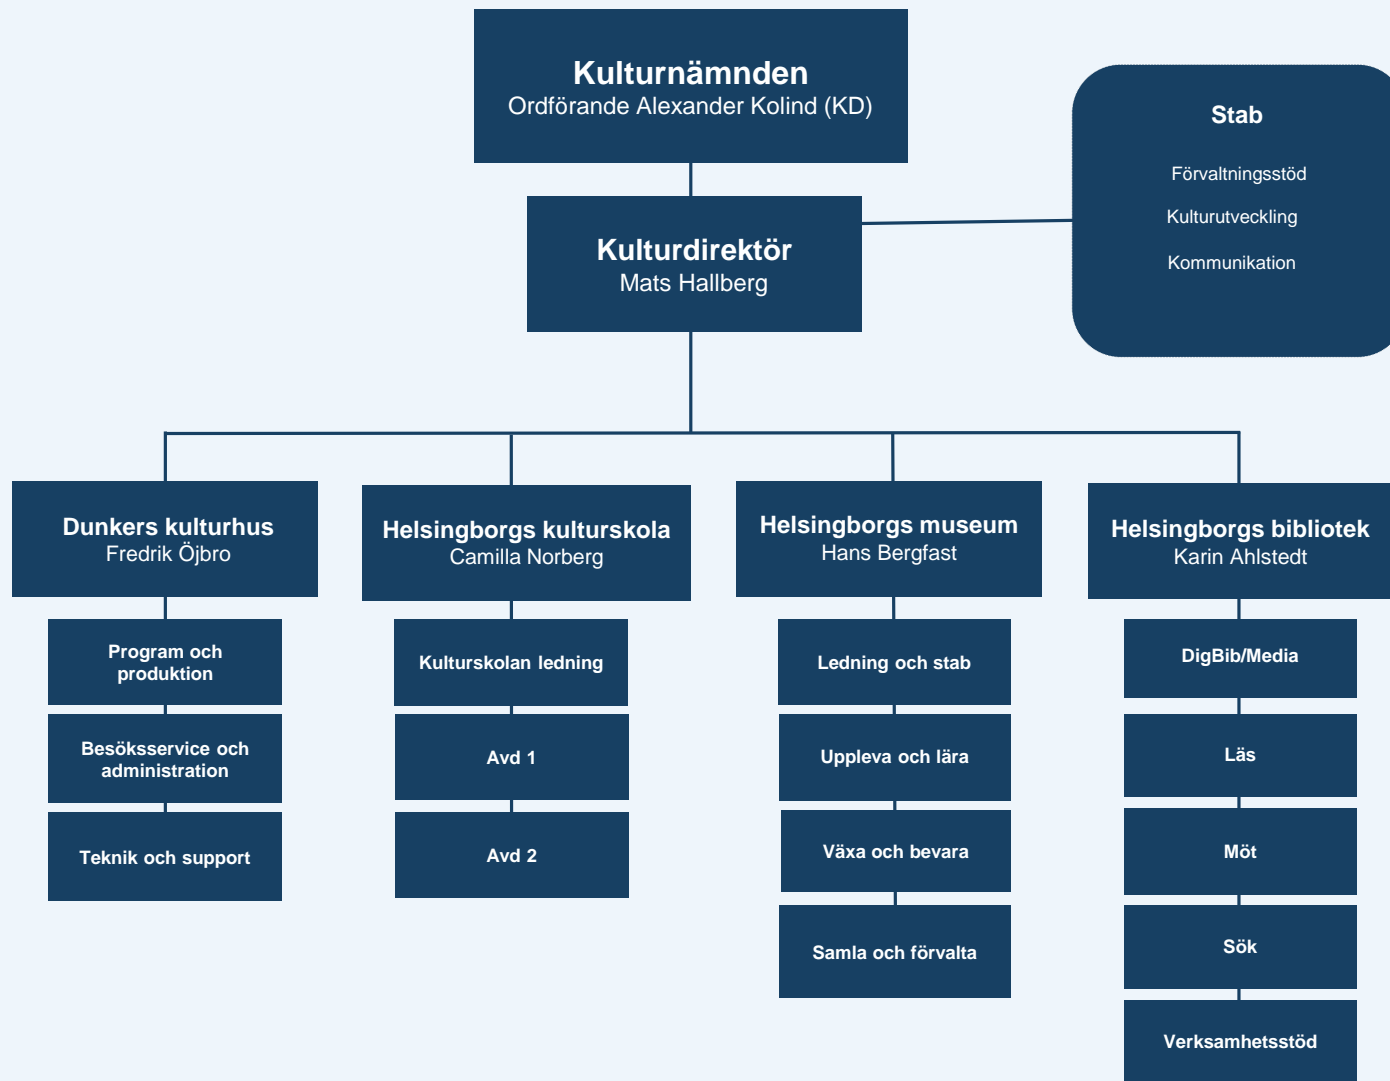 Kulturnämnden
Ordförande Alexander Kolind (KD)
Stab
Förvaltningsstöd
Kulturutveckling
Kommunikation
Kulturdirektör
Mats Hallberg
Dunkers kulturhus
Fredrik Öjbro
Program och
produktion
Besöksservice och
administration
Teknik och support
Helsingborgs kulturskola
Camilla Norberg
Kulturskolan ledning
Avd 1
Avd 2
Helsingborgs museum
Hans Bergfast
Ledning och stab
Uppleva och lära
Växa och bevara
Samla och förvalta
Helsingborgs bibliotek
Karin Ahlstedt
DigBib/Media
Läs
Möt
Sök
Verksamhetsstöd